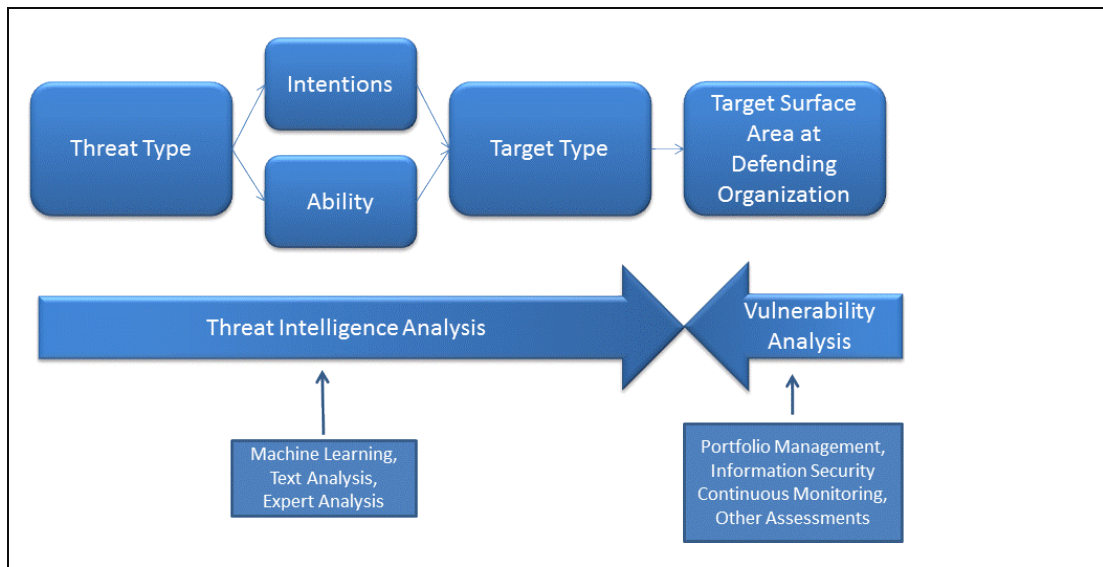 Threat Type
Intentions
Ability
Target Type
Target Surface
Area at
Defending
Organization
Threat Intelligence Analysis
Vulnerability
Analysis
Machine Learning,
Text Analysis,
Expert Analysis
Portfolio Management,
Information Security
Continuous Monitoring,
Other Assessments